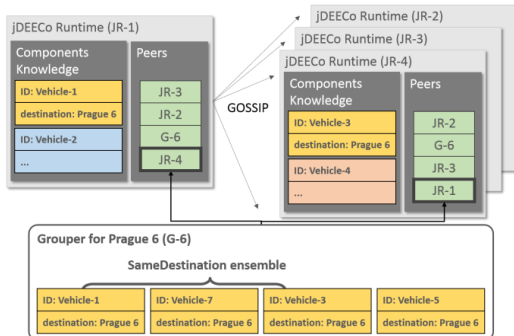 jDEECo Runtime (JR-1)
Components
Knowledge
Peers
ID: Vehicle-1
destination: Prague 6
ID: Vehicle-2
...
JR-3
JR-2
G-6
JR-4
GOSSIP
jDEECo Runtime (JR-2)
jDEECo Runtime (JR-3)
jDEECo Runtime (JR-4)
Components
Knowledge
Peers
ID: Vehicle-3
destination: Prague 6
ID: Vehicle-4
...
JR-2
G-6
JR-3
JR-1
Grouper for Prague 6 (G-6)
SameDestination ensemble
ID: Vehicle-1
destination: Prague 6
ID: Vehicle-7
destination: Prague 6
ID: Vehicle-3
destination: Prague 6
ID: Vehicle-5
destination: Prague 6